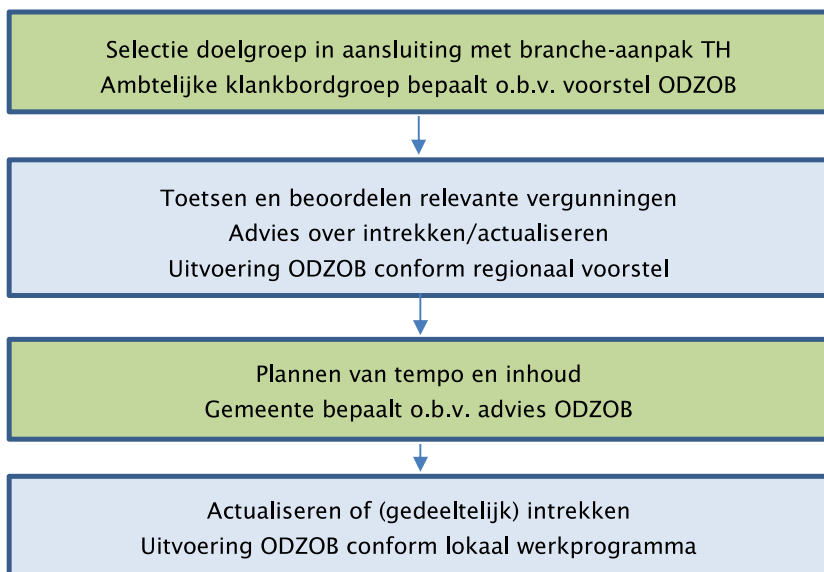 Selectie doelgroep in aansluiting met branche-aanpak TH
Ambtelijke klankbordgroep bepaalt o.b.v. voorstel ODZOB
Toetsen en beoordelen relevante vergunningen
Advies over intrekken/actualiseren
Uitvoering ODZOB conform regionaal voorstel
Plannen van tempo en inhoud
Gemeente bepaalt o.b.v. advies ODZOB
Actualiseren of (gedeeltelijk) intrekken
Uitvoering ODZOB conform lokaal werkprogramma